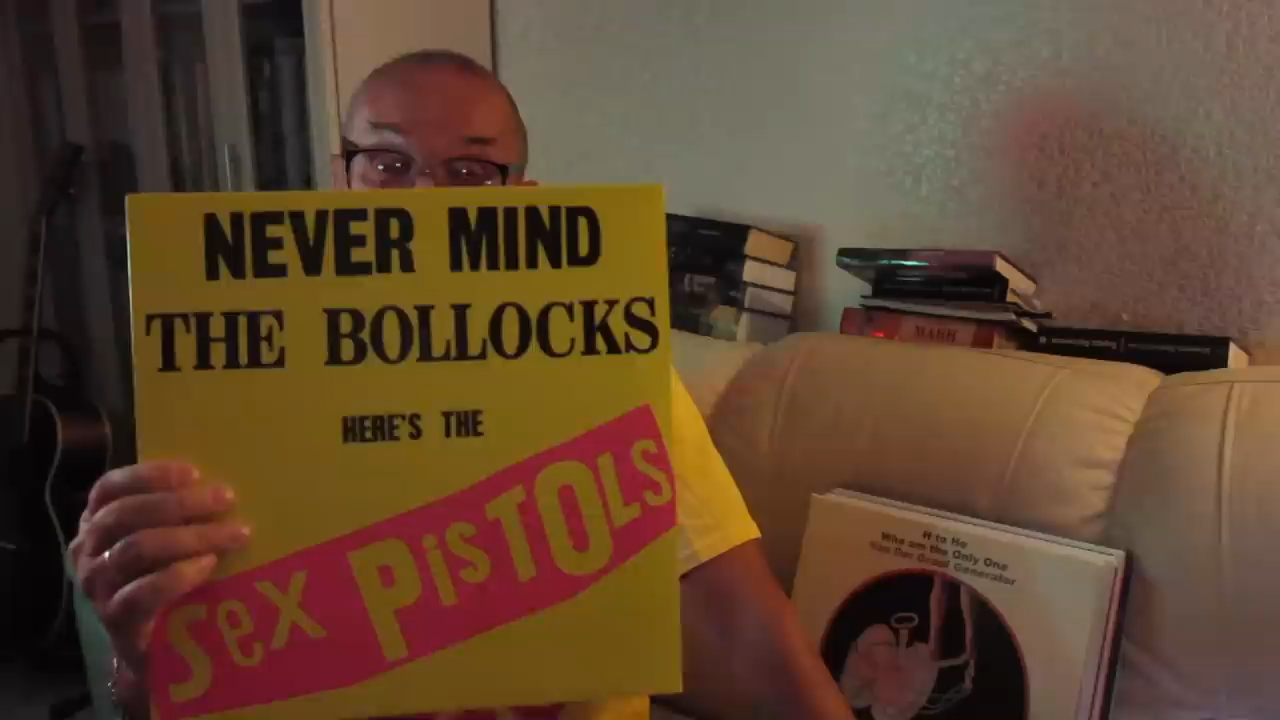 NEVER MIND
THE BOLLOCKS
HERE'S THE
Sex PiSTOLS
MARH
H to He
Who am the Only One
Van Der Graaf Generator